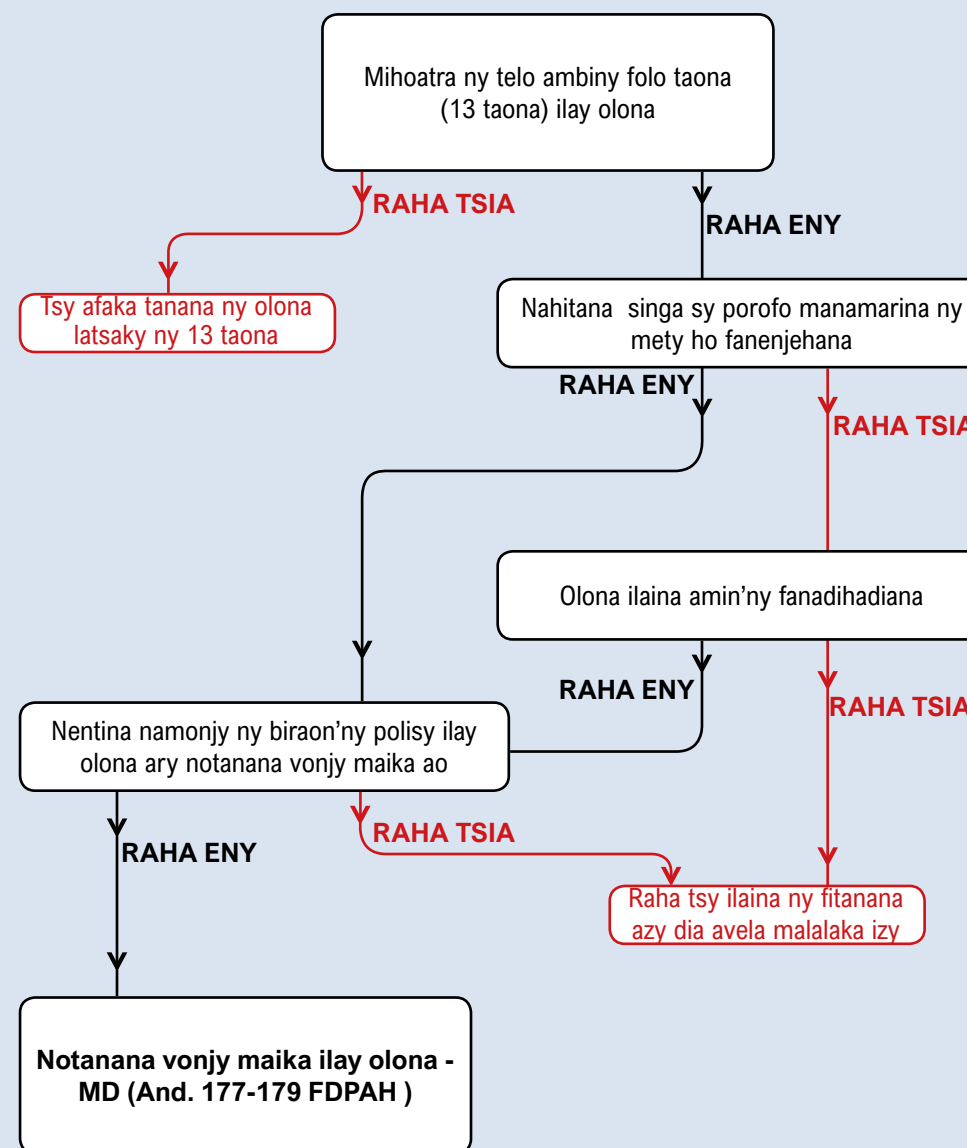 Mihoatra ny telo ambiny folo taona
(13 taona) ilay olona
RAHA TSIA
RAHA ENY
Tsy afaka tanana ny olona
latsaky ny 13 taona
Nahitana singa sy porofo manamarina ny
mety ho fanenjehana
RAHA ENY
RAHA TSIA
Olona ilaina amin'ny fanadihadiana
RAHA ENY
RAHA TSIA
Nentina namonjy ny biraon'ny polisy ilay
olona ary notanana vonjy maika ao
RAHA ENY
RAHA TSIA
Raha tsy ilaina ny fitanana
azy dia avela malalaka izy
Notanana vonjy maika ilay olona -
MD (And. 177-179 FDPAH )